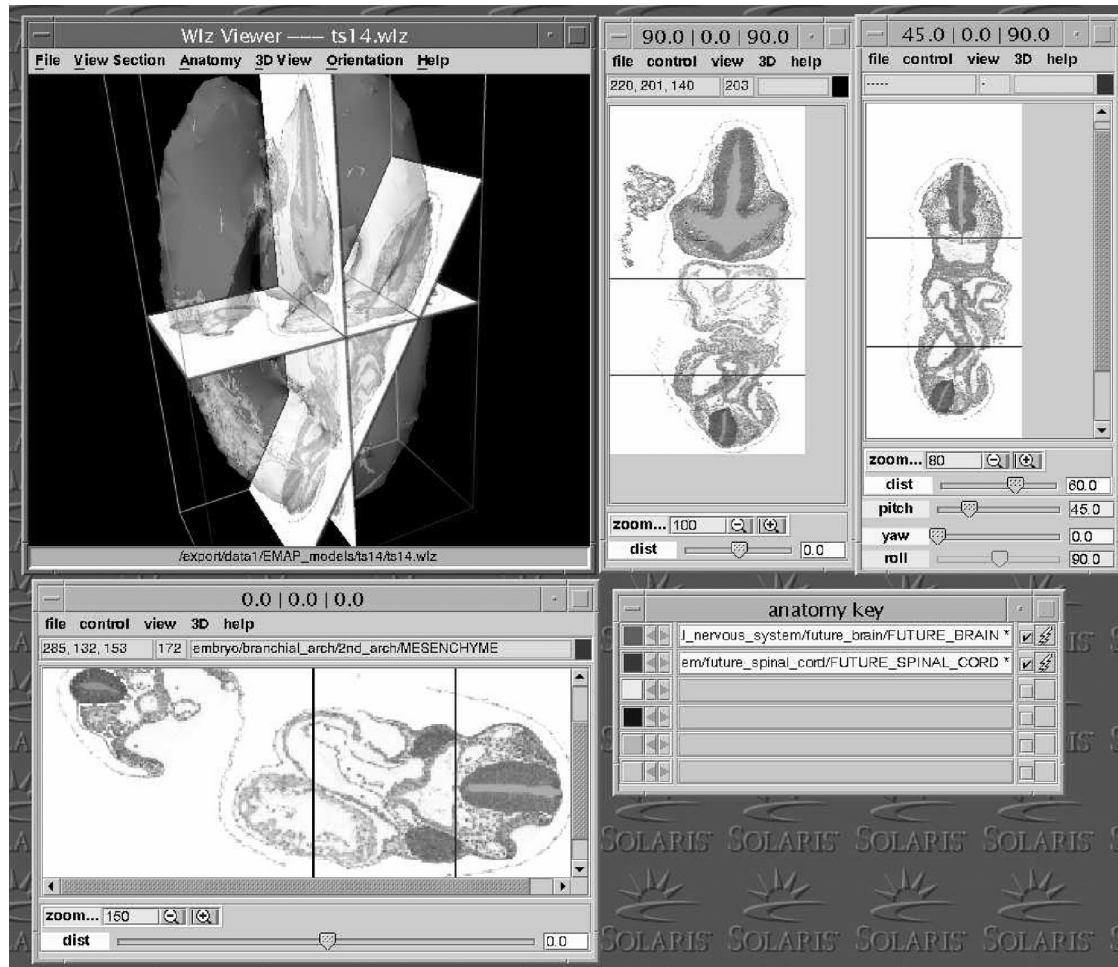 Wlz Viewer --- ts14.wlz
File View Section Anatomy 3D View Orientation Help
/export/data1/EMAP_models/ts14/ts14.wlz
90.0 | 0.0 | 90.0
file control view 3D help
220, 201, 140 203
zoom... 100
dist 0.0
45.0 | 0.0 | 90.0
file control view 3D help
----- -
zoom... 80
dist 60.0
pitch 45.0
yaw 0.0
roll 90.0
0.0 | 0.0 | 0.0
file control view 3D help
285, 132, 153 172 embryo/branchial_arch/2nd_arch/MESENCHYME
zoom... 150
dist 0.0
anatomy key
l_nervous_system/future_brain/FUTURE_BRAIN *
em/future_spinal_cord/FUTURE_SPINAL_CORD *
SOLARIS SOLARIS SOLARIS SOLARIS
SOLARIS SOLARIS SOLARIS SOLARIS